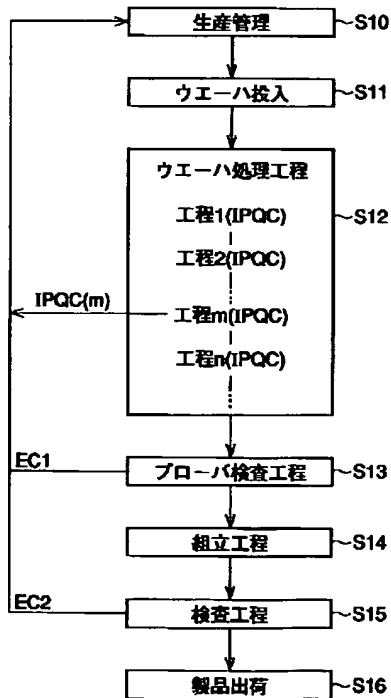 生産管理
S10
ウエーハ投入
S11
ウエーハ処理工程
S12
工程1(IPQC)
工程2(IPQC)
IPQC(m)
工程m(IPQC)
工程n(IPQC)
EC1
プローバ検査工程
S13
組立工程
S14
EC2
検査工程
S15
製品出荷
S16